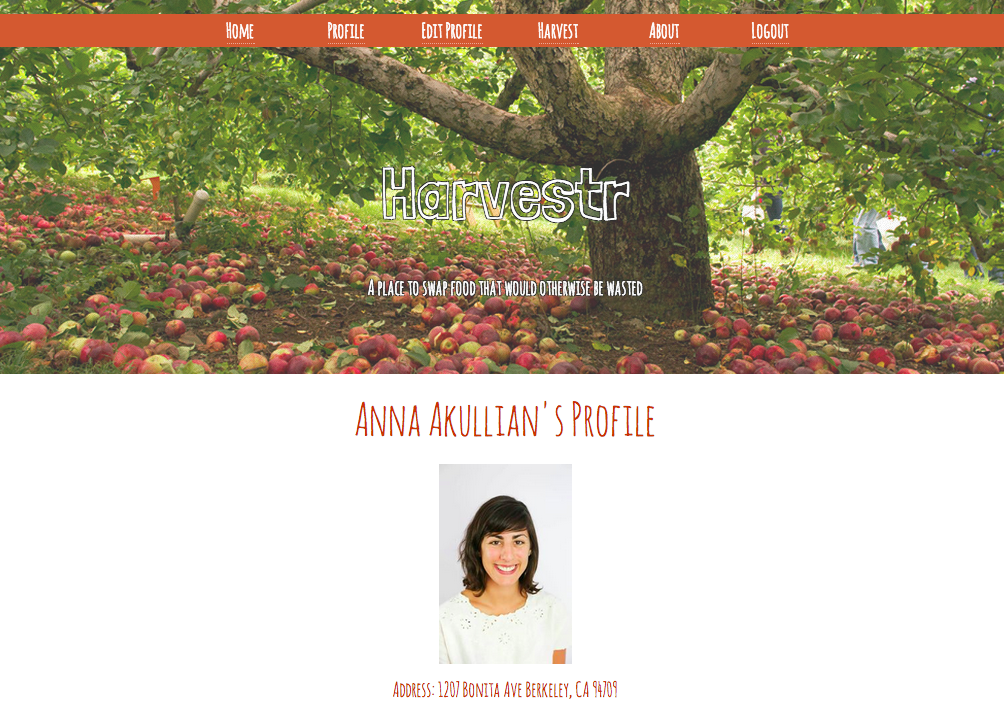 Home Profile Edit Profile Harvest About Logout
Harvestr
A place to swap food that would otherwise be wasted
Anna Akullian's Profile
Address: 1207 Bonita Ave Berkeley, CA 94709